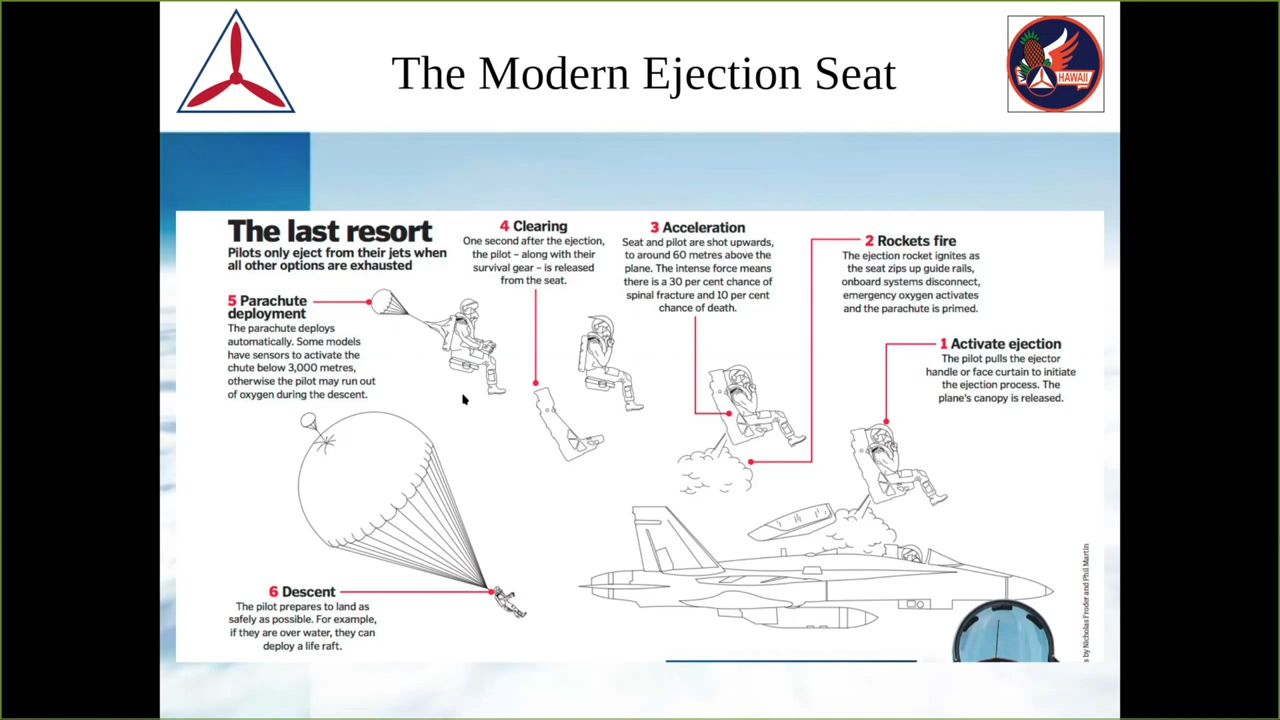 The Modern Ejection Seat
HAWAII
The last resort
Pilots only eject from their jets when
all other options are exhausted
5 Parachute
deployment
The parachute deploys
automatically. Some models
have sensors to activate the
chute below 3,000 metres,
otherwise the pilot may run out
of oxygen during the descent.
4 Clearing
One second after the ejection,
the pilot – along with their
survival gear – is released
from the seat.
3 Acceleration
Seat and pilot are shot upwards,
to around 60 metres above the
plane. The intense force means
there is a 30 per cent chance of
spinal fracture and 10 per cent
chance of death.
2 Rockets fire
The ejection rocket ignites as
the seat zips up guide rails,
onboard systems disconnect,
emergency oxygen activates
and the parachute is primed.
1 Activate ejection
The pilot pulls the ejector
handle or face curtain to initiate
the ejection process. The
plane's canopy is released.
6 Descent
The pilot prepares to land as
safely as possible. For example,
if they are over water, they can
deploy a life raft.
s by Nicholas Froder and Phil Martin